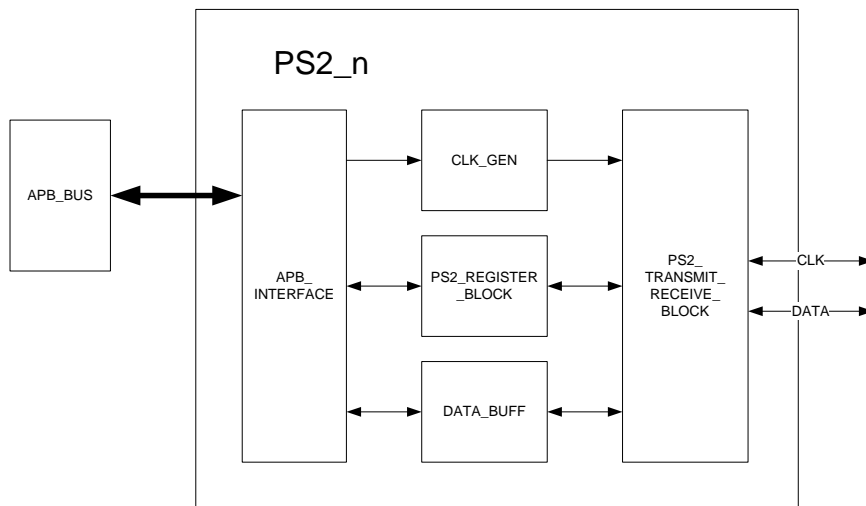 PS2_n
APB_BUS
APB_
INTERFACE
CLK_GEN
PS2_REGISTER
_BLOCK
DATA_BUFF
PS2_
TRANSMIT_
RECEIVE_
BLOCK
CLK
DATA